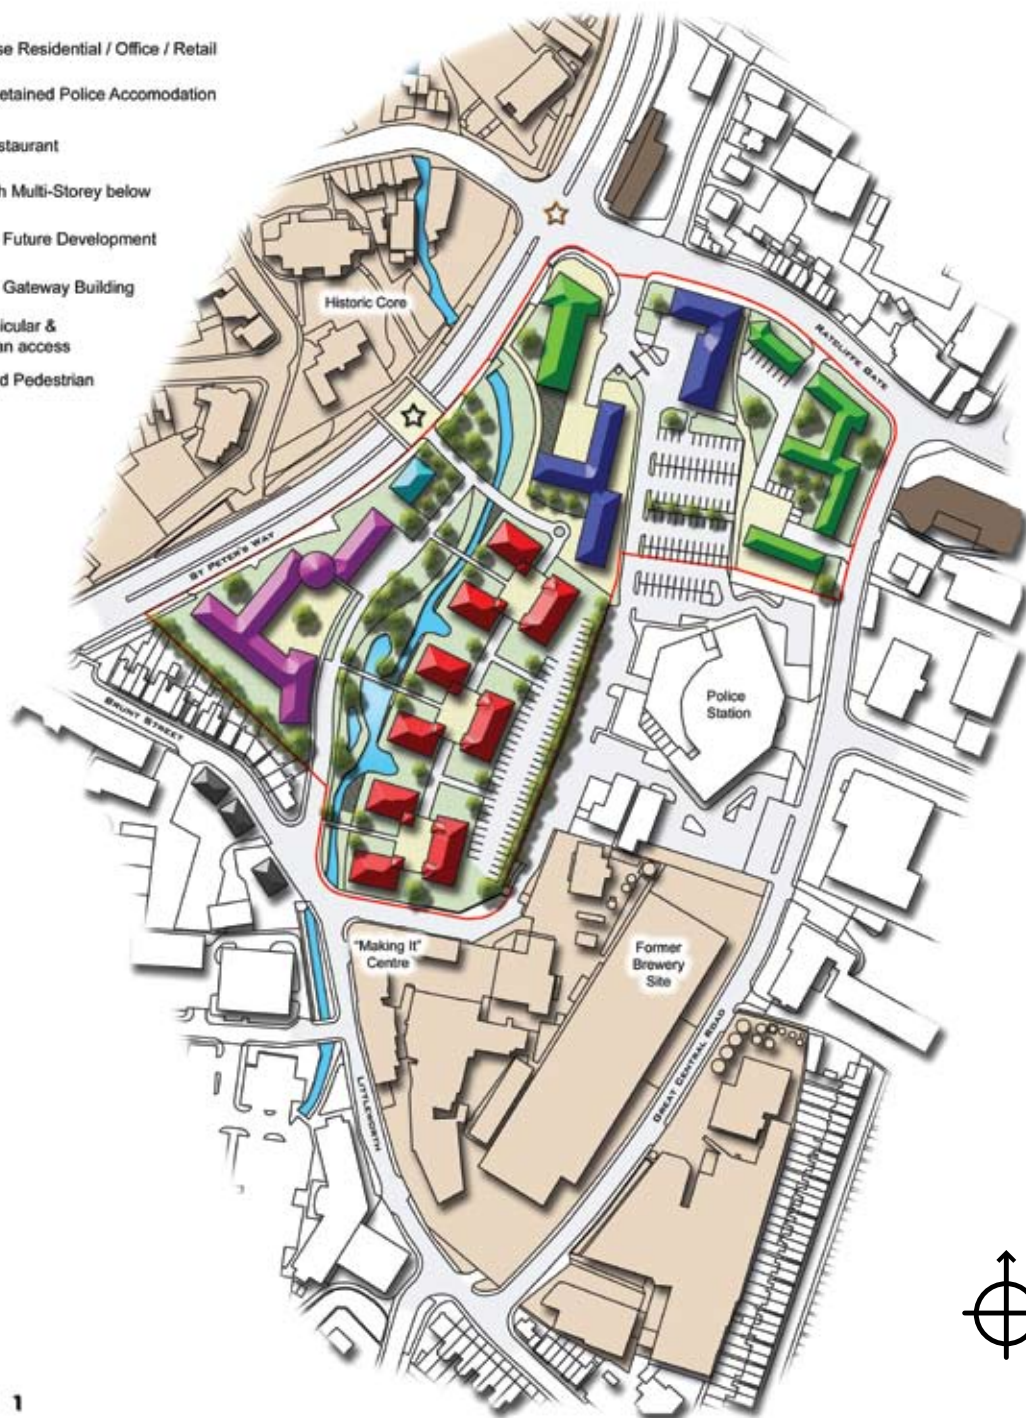 se Residential / Office / Retail
etained Police Accomodation
staurant
h Multi-Storey below
Future Development
Gateway Building
icular &
an access
d Pedestrian
Historic Core
RATCLIFFE GATE
ST PETER'S WAY
BRUNT STREET
Police
Station
"Making It"
Centre
Former
Brewery
Site
GREAT CENTRAL ROAD
LITTLEWORTH
1